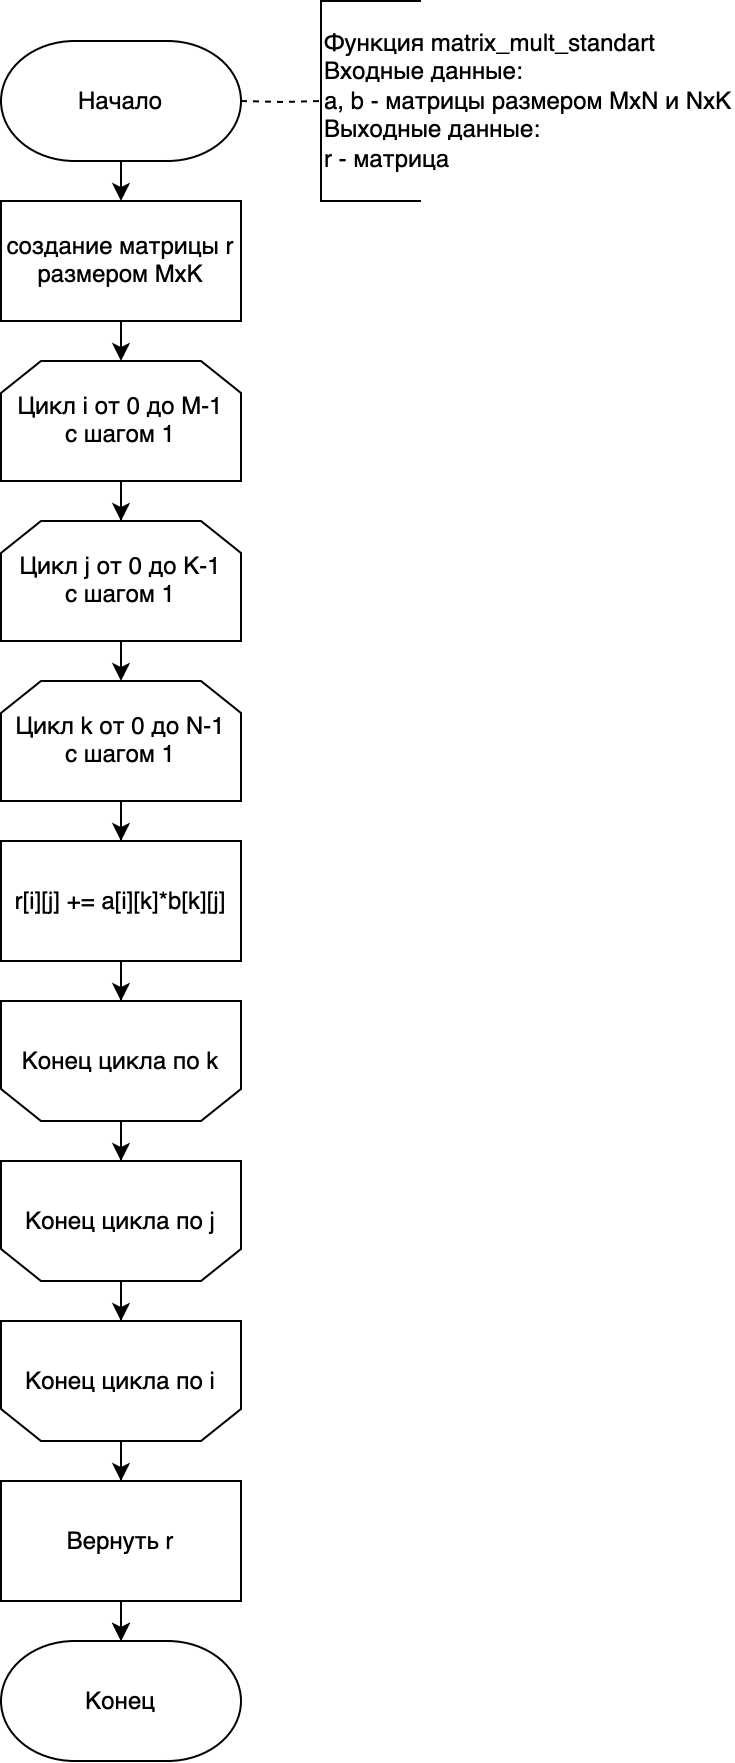 Начало
Функция matrix_mult_standart
Входные данные:
a, b - матрицы размером MxN и NxK
Выходные данные:
r - матрица
создание матрицы r
размером MxK
Цикл i от 0 до M-1
с шагом 1
Цикл j от 0 до K-1
с шагом 1
Цикл k от 0 до N-1
с шагом 1
r[i][j] += a[i][k]*b[k][j]
Конец цикла по k
Конец цикла по j
Конец цикла по i
Вернуть r
Конец